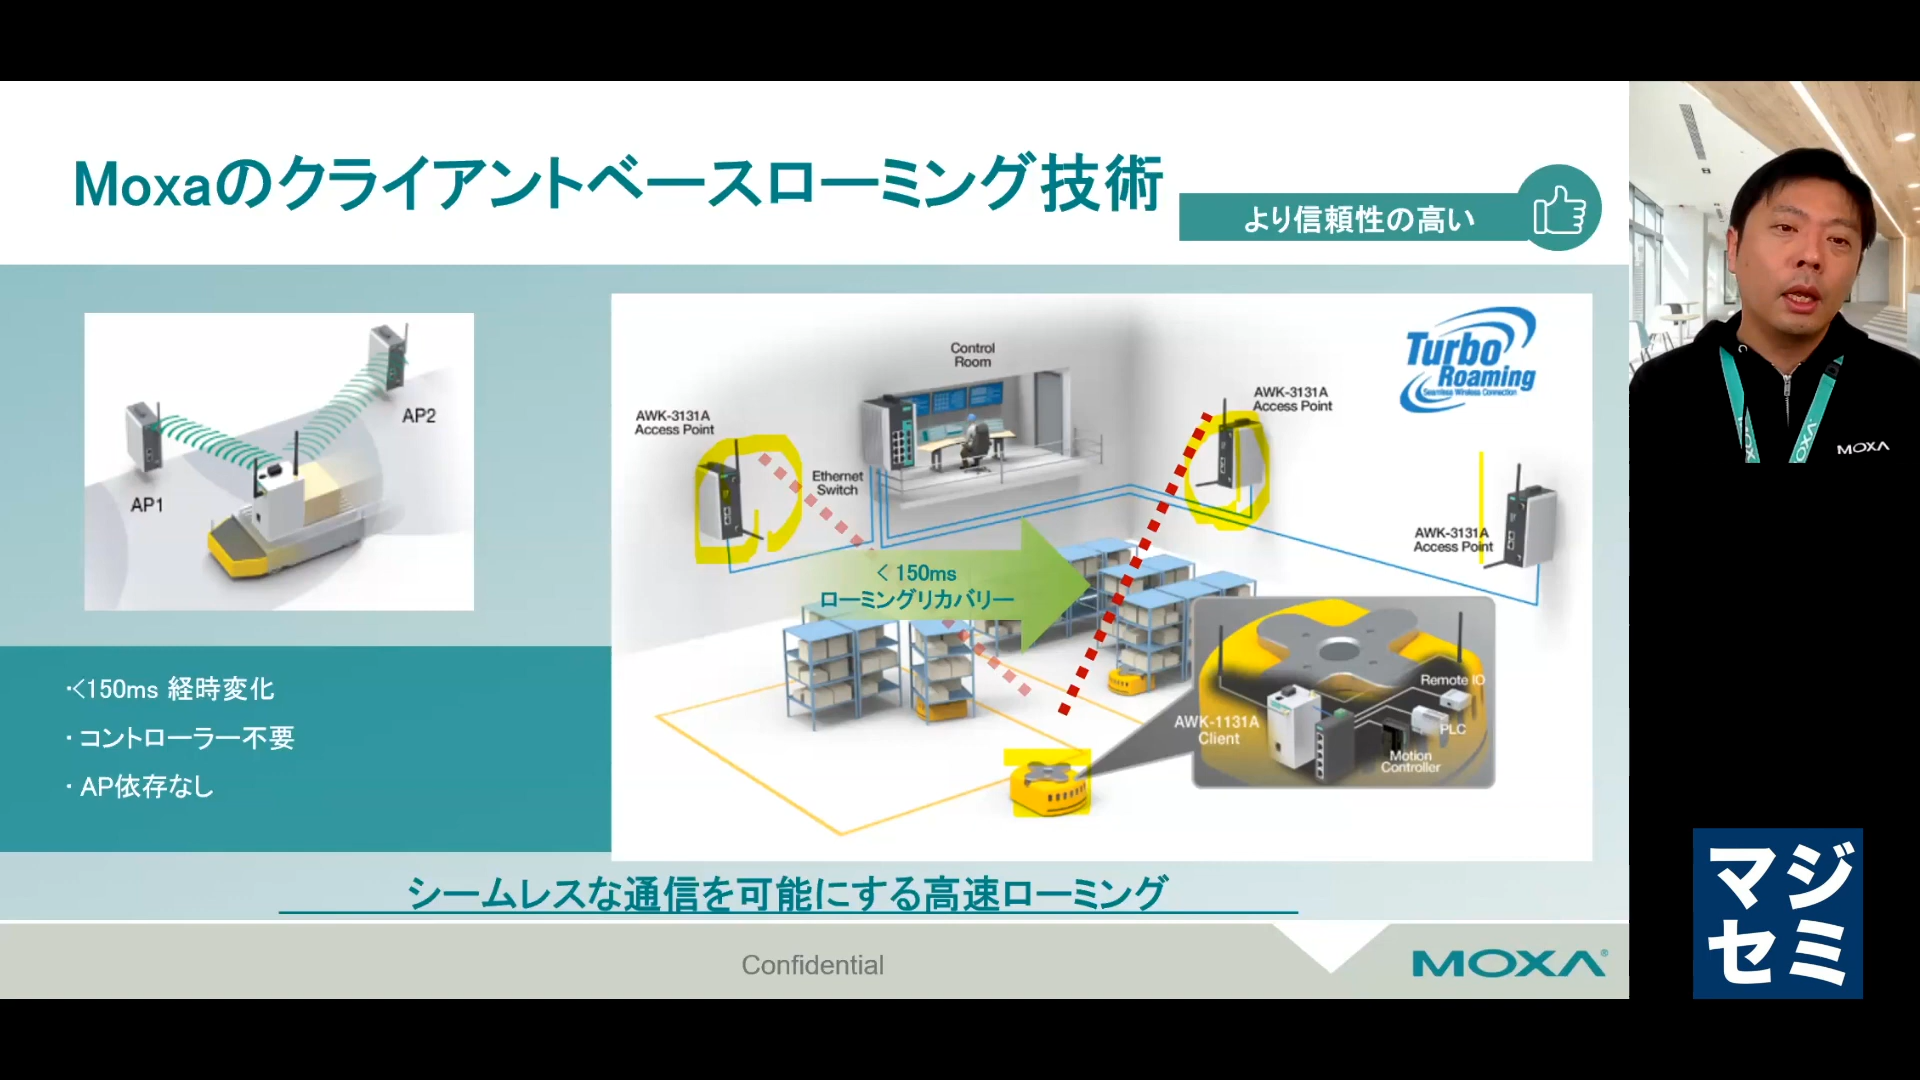 Moxaのクライアントベースローミング技術
より信頼性の高い
AP1
AP2
・<150ms 経時変化
・コントローラー不要
・AP依存なし
Control
Room
AWK-3131A
Access Point
Ethernet
Switch
AWK-3131A
Access Point
Turbo
Roaming
Seamless Wireless Connection
AWK-3131A
Access Point
< 150ms
ローミングリカバリー
Remote IO
AWK-1131A
Client
PLC
Motion
Controller
シームレスな通信を可能にする高速ローミング
Confidential
MOXA®
MOXA
マジ
セミ